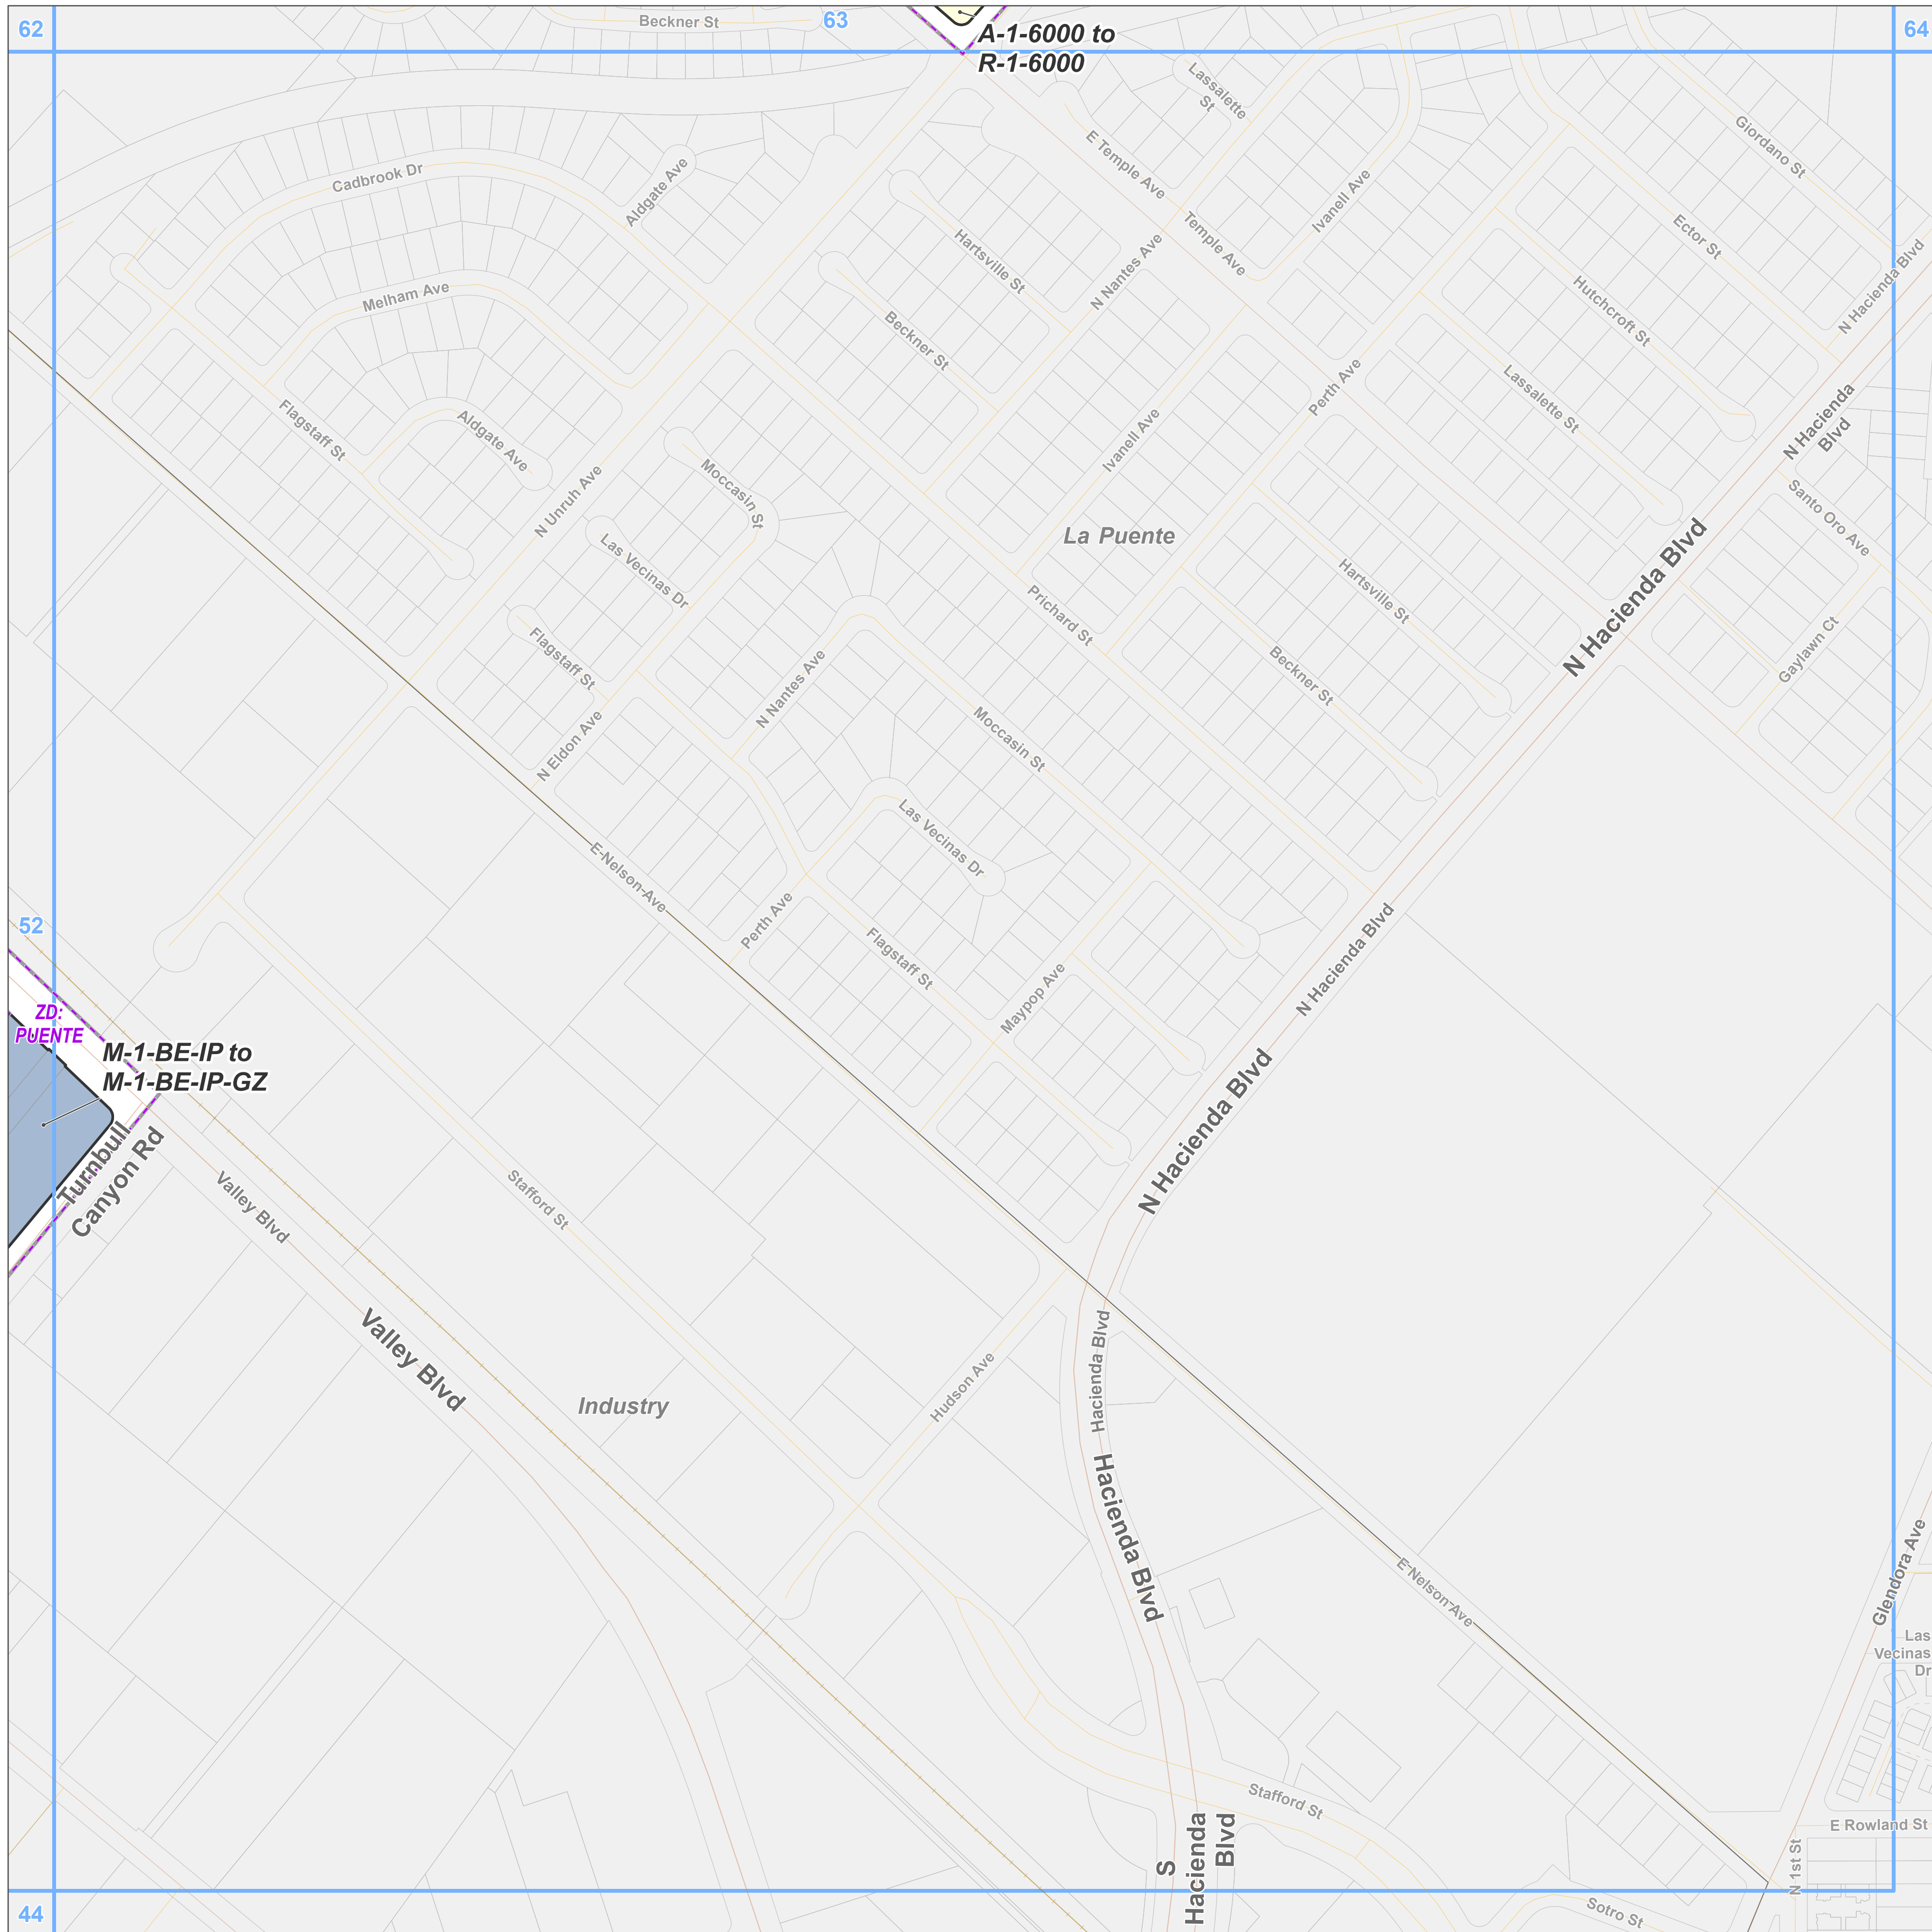 62
Beckner St
63
64
A-1-6000 to
R-1-6000
Lassalette
St
Giordano St
E Temple Ave
Cadbrook Dr
Aldgate Ave
Ivanell Ave
Temple Ave
Ector St
Hartsville St
N Nantes Ave
N Hacienda Blvd
Melham Ave
Hutchcroft St
Beckner St
Perth Ave
Lassalette St
N Hacienda
Blvd
Flagstaff St
Aldgate Ave
Ivanell Ave
N Unruh Ave
Moccasin St
Santo Oro Ave
La Puente
N Hacienda Blvd
Las Vecinas Dr
Hartsville St
Prichard St
Flagstaff St
Gaylawn Ct
Beckner St
N Nantes Ave
N Eldon Ave
Moccasin St
Las Vecinas Dr
E Nelson Ave
52
Perth Ave
Flagstaff St
N Hacienda Blvd
Maypop Ave
ZD:
PUENTE
M-1-BE-IP to
M-1-BE-IP-GZ
N Hacienda Blvd
Turnbull
Canyon Rd
Valley Blvd
Stafford St
Valley Blvd
Hacienda Blvd
Hudson Ave
Industry
Hacienda Blvd
E Nelson Ave
Glendora Ave
Las
Vecinas
Dr
Stafford St
S
Hacienda
Blvd
E Rowland St
N 1st St
44
Sotro St